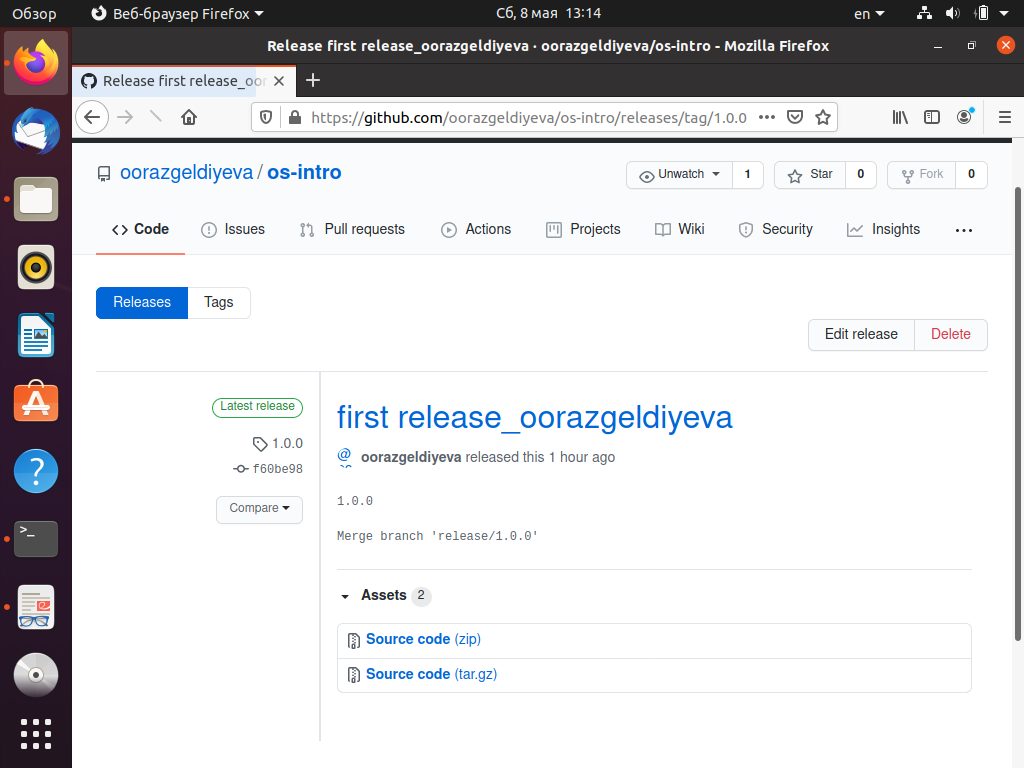 Обзор Веб-браузер Firefox Сб, 8 мая 13:14 en
Release first release_oorazgeldiyeva · oorazgeldiyeva/os-intro - Mozilla Firefox
Release first release_oor
https://github.com/oorazgeldiyeva/os-intro/releases/tag/1.0.0
oorazgeldiyeva / os-intro Unwatch 1 Star 0 Fork 0
Code Issues Pull requests Actions Projects Wiki Security Insights
Releases Tags
Edit release Delete
Latest release
1.0.0
f60be98
Compare
first release_oorazgeldiyeva
oorazgeldiyeva released this 1 hour ago
1.0.0
Merge branch 'release/1.0.0'
Assets 2
Source code (zip)
Source code (tar.gz)